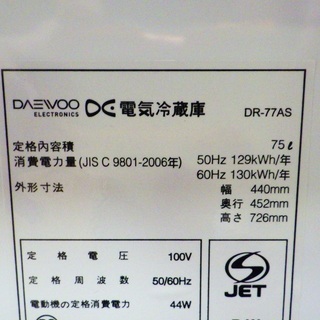 DAEWOO ELECTRONICS DE 電気冷蔵庫 DR-77AS
定格内容積 75ℓ
消費電力量(JIS C 9801-2006年) 50Hz 129kWh/年
60Hz 130kWh/年
外形寸法 幅 440mm
奥行 452mm
高さ 726mm
定格電圧 100V
定格周波数 50/60Hz
電動機の定格消費電力 44W
S JET